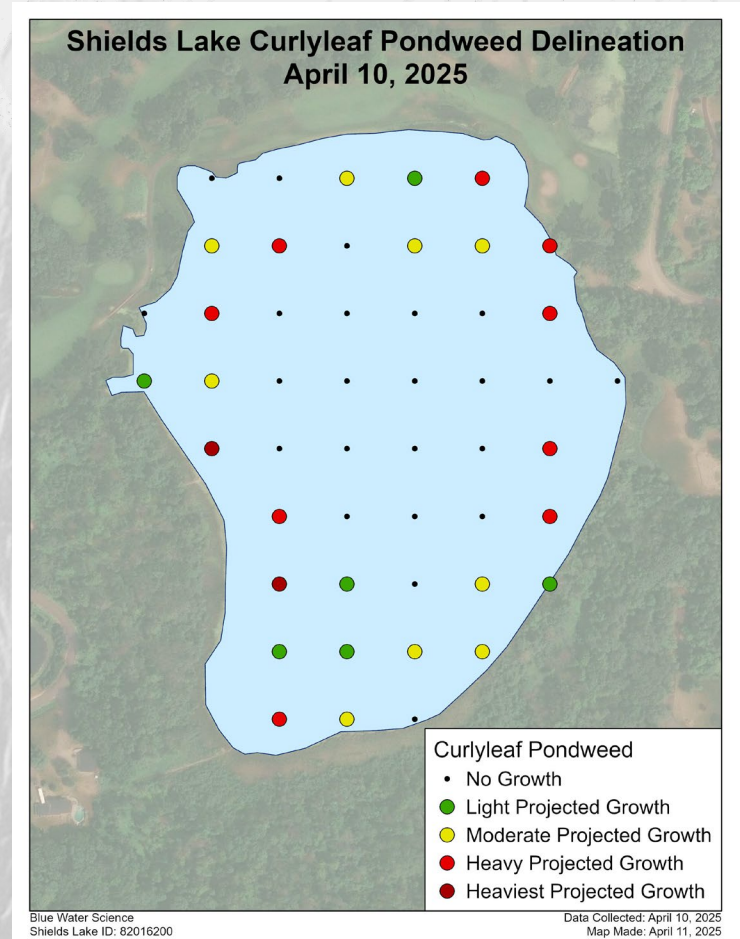 Shields Lake Curlyleaf Pondweed Delineation
April 10, 2025
Curlyleaf Pondweed
No Growth
Light Projected Growth
Moderate Projected Growth
Heavy Projected Growth
Heaviest Projected Growth
Blue Water Science
Shields Lake ID: 82016200
Data Collected: April 10, 2025
Map Made: April 11, 2025